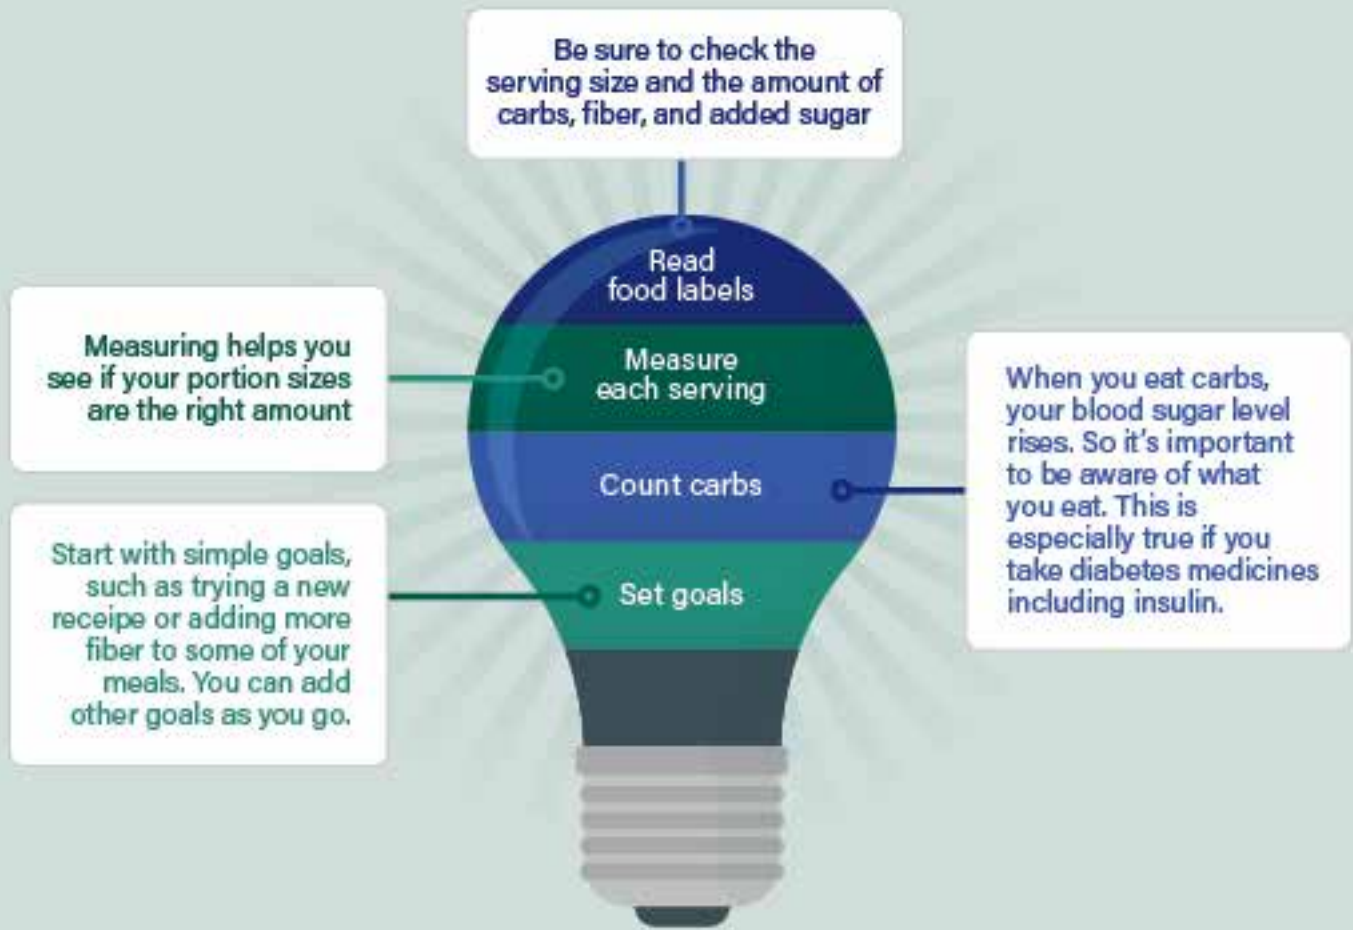 Be sure to check the
serving size and the amount of
carbs, fiber, and added sugar
Read
food labels
Measuring helps you
see if your portion sizes
are the right amount
Measure
each serving
Count carbs
When you eat carbs,
your blood sugar level
rises. So it's important
to be aware of what
you eat. This is
especially true if you
take diabetes medicines
including insulin.
Start with simple goals,
such as trying a new
receipe or adding more
fiber to some of your
meals. You can add
other goals as you go.
Set goals